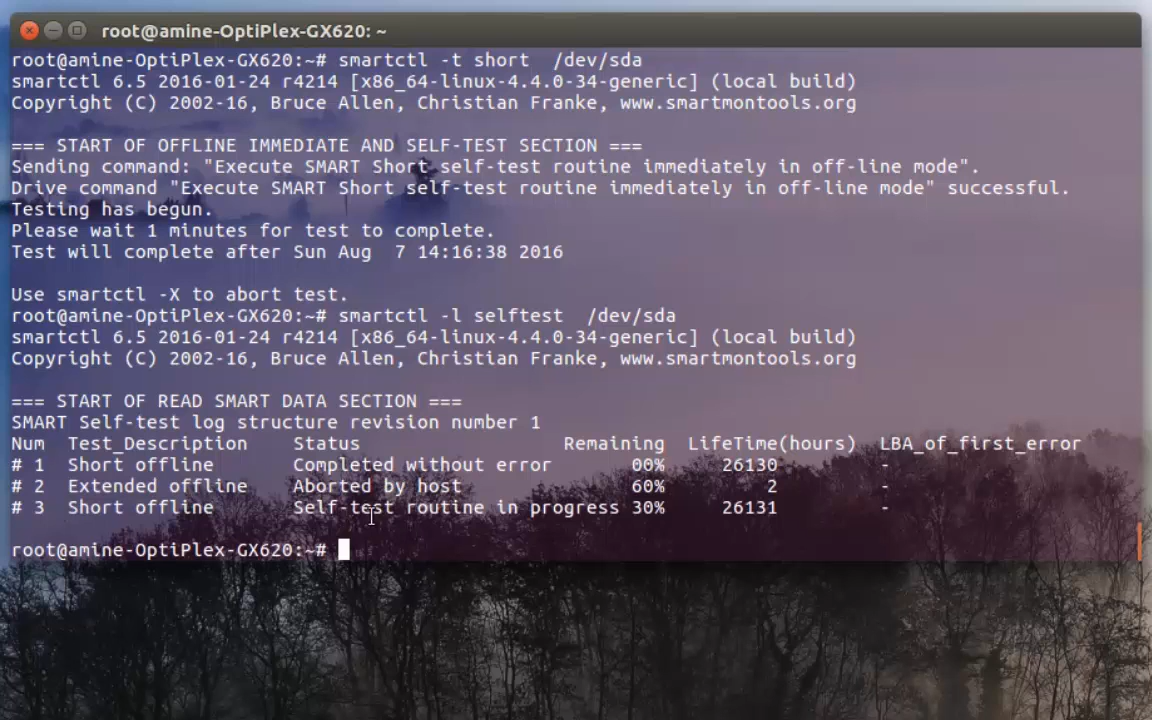 root@amine-OptiPlex-GX620: ~
root@amine-OptiPlex-GX620:~# smartctl -t short  /dev/sda
smartctl 6.5 2016-01-24 r4214 [x86_64-linux-4.4.0-34-generic] (local build)
Copyright (C) 2002-16, Bruce Allen, Christian Franke, www.smartmontools.org
=== START OF OFFLINE IMMEDIATE AND SELF-TEST SECTION ===
Sending command: "Execute SMART Short self-test routine immediately in off-line mode".
Drive command "Execute SMART Short self-test routine immediately in off-line mode" successful.
Testing has begun.
Please wait 1 minutes for test to complete.
Test will complete after Sun Aug  7 14:16:38 2016
Use smartctl -X to abort test.
root@amine-OptiPlex-GX620:~# smartctl -l selftest  /dev/sda
smartctl 6.5 2016-01-24 r4214 [x86_64-linux-4.4.0-34-generic] (local build)
Copyright (C) 2002-16, Bruce Allen, Christian Franke, www.smartmontools.org
=== START OF READ SMART DATA SECTION ===
SMART Self-test log structure revision number 1
Num  Test_Description    Status                  Remaining  LifeTime(hours)  LBA_of_first_error
# 1  Short offline       Completed without error       00%     26130         -
# 2  Extended offline    Aborted by host               60%         2         -
# 3  Short offline       Self-test routine in progress 30%     26131         -
root@amine-OptiPlex-GX620:~#